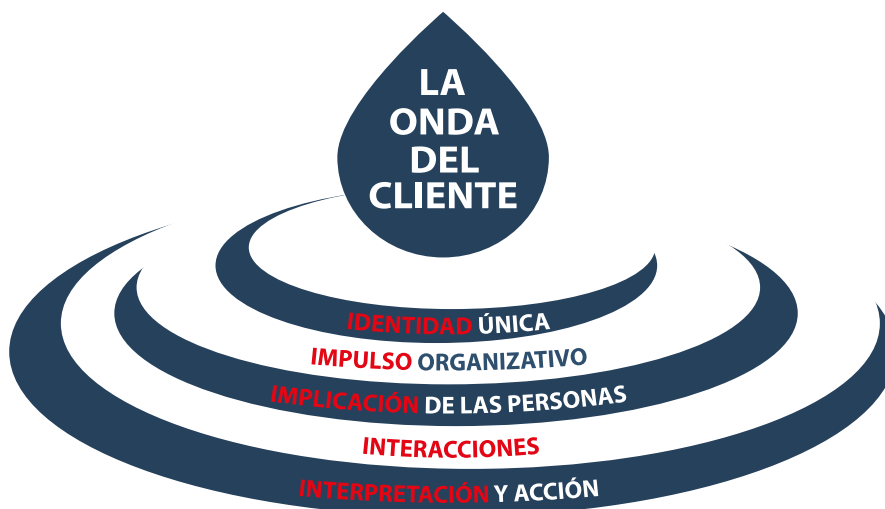 LA
ONDA
DEL
CLIENTE
IDENTIDAD ÚNICA
IMPULSO ORGANIZATIVO
IMPLICACIÓN DE LAS PERSONAS
INTERACCIONES
INTERPRETACIÓN Y ACCIÓN